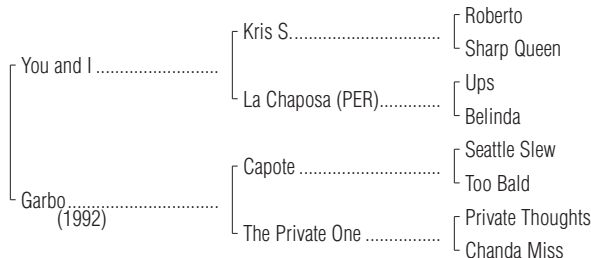 Roberto
Kris S.
Sharp Queen
You and I
Ups
La Chaposa (PER)
Belinda
Seattle Slew
Capote
Too Bald
Garbo
(1992)
Private Thoughts
The Private One
Chanda Miss